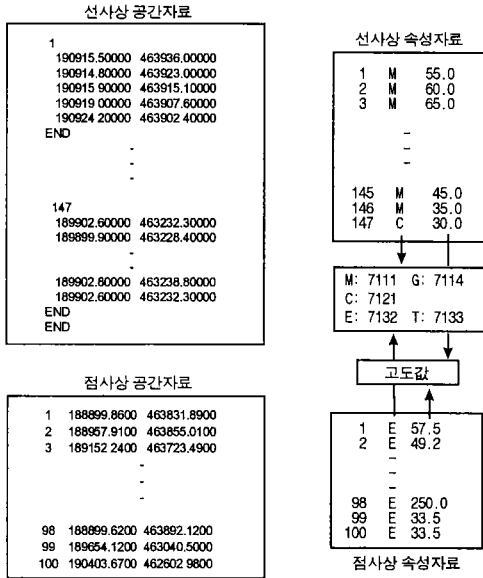 선사상 공간자료
1
190915.50000 463936.00000
190914.80000 463923.00000
190915 90000 463915.10000
190919 00000 463907.60000
190924 20000 463902 40000
END
-
-
-
147
189902.60000 463232.30000
189899.90000 463228.40000
-
-
189902.80000 463238.80000
189902.60000 463232.30000
END
END
선사상 속성자료
1 M 55.0
2 M 60.0
3 M 65.0
-
-
-
145 M 45.0
146 M 35.0
147 C 30.0
M: 7111 G: 7114
C: 7121
E: 7132 T: 7133
고도값
점사상 공간자료
1 188899.8600 463831.8900
2 188957.9100 463855.0100
3 189152 2400 463723.4900
-
-
-
98 188899.6200 463892.1200
99 189654.1200 463040.5000
100 190403.6700 462602 9800
1 E 57.5
2 E 49.2
-
-
-
98 E 250.0
99 E 33.5
100 E 33.5
점사상 속성자료